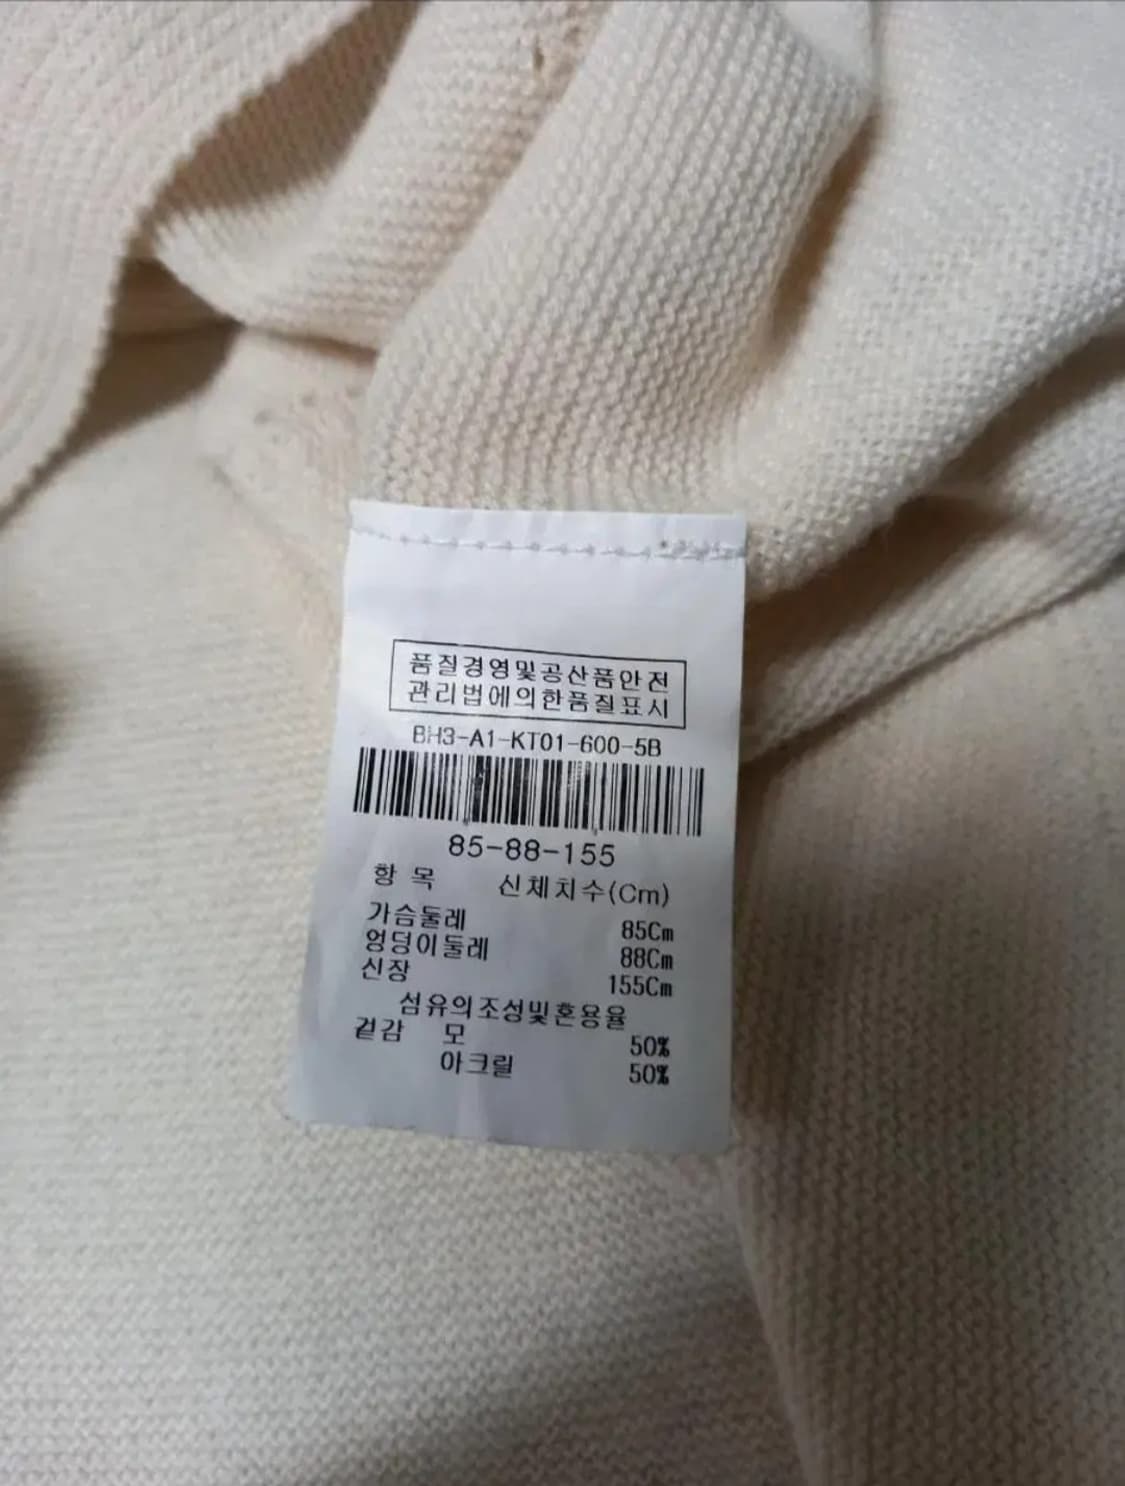 품질경영및공산품안전
관리법에의한품질표시
BH3-A1-KT01-600-5B
85-88-155
항 목 신체치수(Cm)
가슴둘레 85Cm
엉덩이둘레 88Cm
신장 155Cm
섬유의조성및혼용율
겉감 모 50%
아크릴 50%